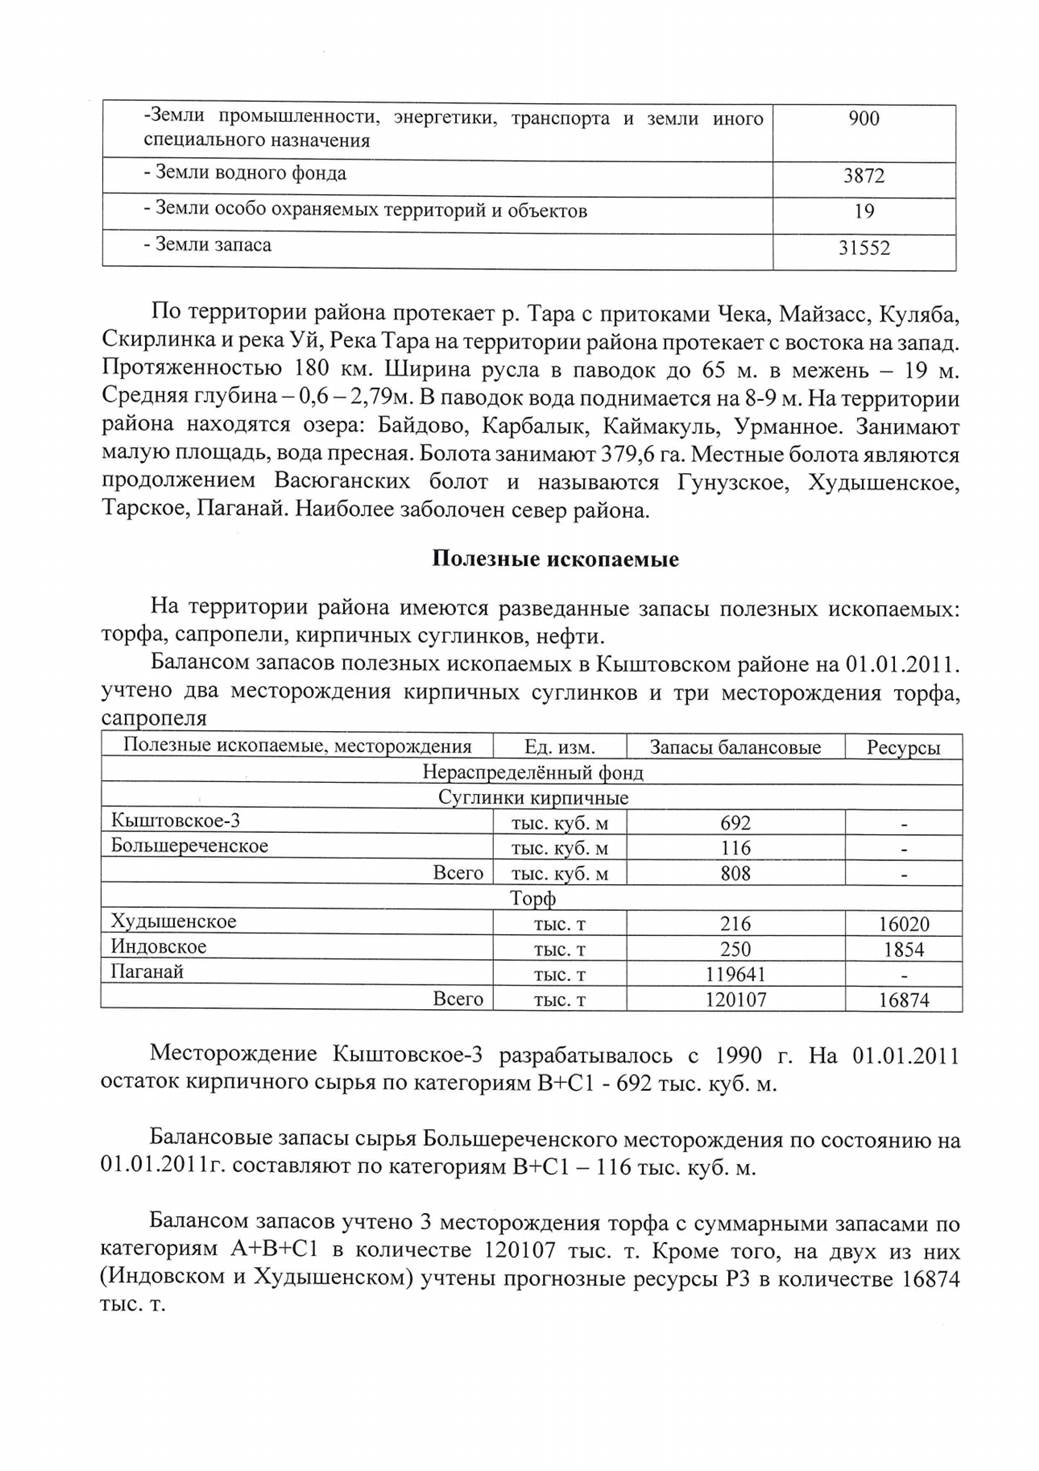 -Земли промышленности, энергетики, транспорта и земли иного специального назначения 900
- Земли водного фонда 3872
- Земли особо охраняемых территорий и объектов 19
- Земли запаса 31552
По территории района протекает р. Тара с притоками Чека, Майзасс, Куляба,
Скирлинка и река Уй, Река Тара на территории района протекает с востока на запад.
Протяженностью 180 км. Ширина русла в паводок до 65 м. в межень – 19 м.
Средняя глубина – 0,6 – 2,79м. В паводок вода поднимается на 8-9 м. На территории
района находятся озера: Байдово, Карбалык, Каймакуль, Урманное. Занимают
малую площадь, вода пресная. Болота занимают 379,6 га. Местные болота являются
продолжением Васюганских болот и называются Гунузское, Худышенское,
Тарское, Паганай. Наиболее заболочен север района.
Полезные ископаемые
На территории района имеются разведанные запасы полезных ископаемых:
торфа, сапропели, кирпичных суглинков, нефти.
Балансом запасов полезных ископаемых в Кыштовском районе на 01.01.2011.
учтено два месторождения кирпичных суглинков и три месторождения торфа,
сапропеля
Полезные ископаемые, месторождения Ед. изм. Запасы балансовые Ресурсы
Нераспределённый фонд
Суглинки кирпичные
Кыштовское-3 тыс. куб. м 692 -
Большереченское тыс. куб. м 116 -
Всего тыс. куб. м 808 -
Торф
Худышенское тыс. т 216 16020
Индовское тыс. т 250 1854
Паганай тыс. т 119641 -
Всего тыс. т 120107 16874
Месторождение Кыштовское-3 разрабатывалось с 1990 г. На 01.01.2011
остаток кирпичного сырья по категориям В+С1 - 692 тыс. куб. м.
Балансовые запасы сырья Большереченского месторождения по состоянию на
01.01.2011г. составляют по категориям В+С1 – 116 тыс. куб. м.
Балансом запасов учтено 3 месторождения торфа с суммарными запасами по
категориям А+В+С1 в количестве 120107 тыс. т. Кроме того, на двух из них
(Индовском и Худышенском) учтены прогнозные ресурсы Р3 в количестве 16874
тыс. т.